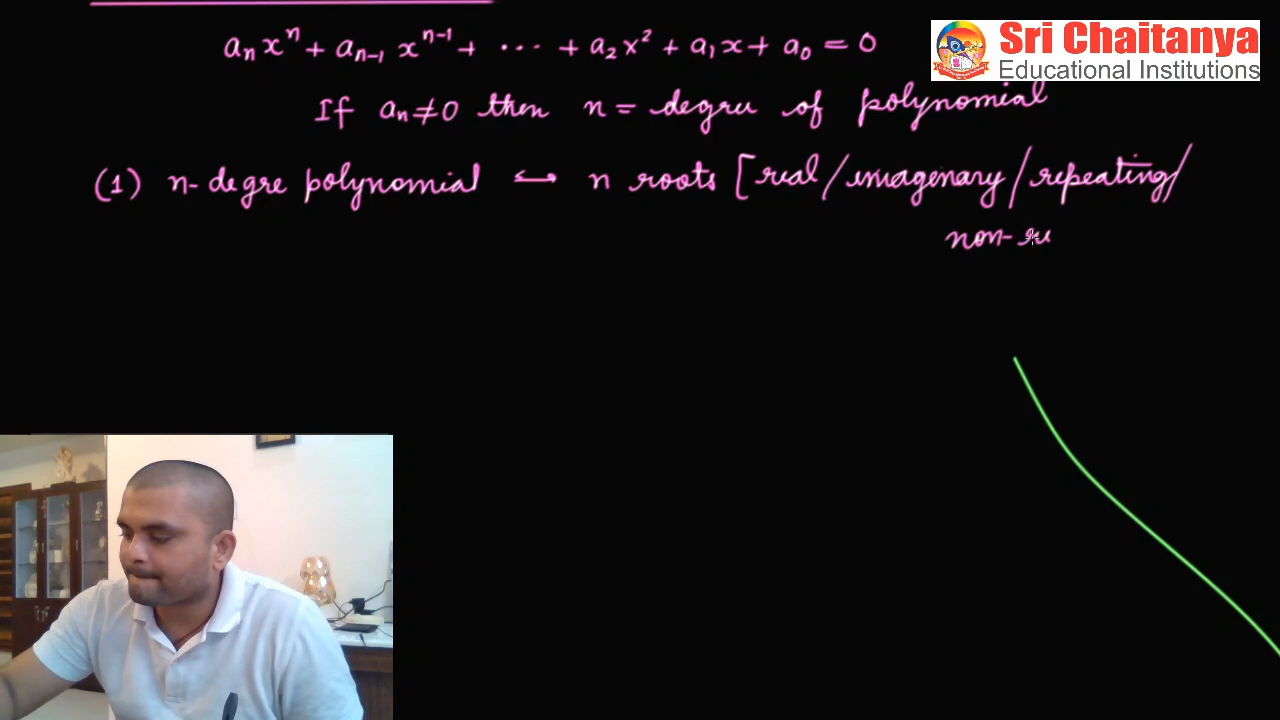 aₙxⁿ + aₙ₋₁xⁿ⁻¹ + ... + a₂x² + a₁x + a₀ = 0
Sri Chaitanya
Educational Institutions
If aₙ ≠ 0 then n = degree of polynomial
(1) n-degre polynomial ↔ n roots [real/imagenary/repeating/
non-